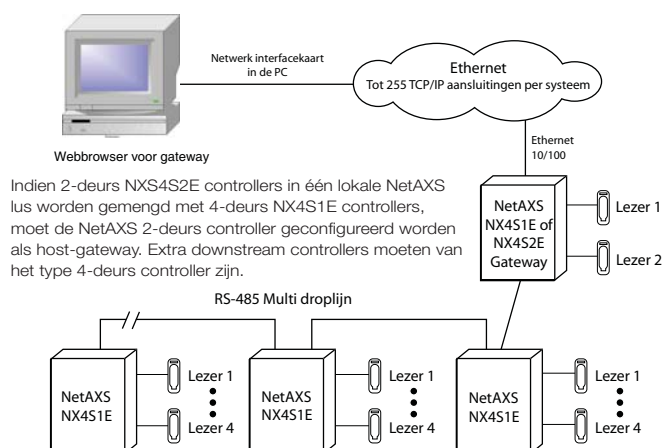 Netwerk interfacekaart
in de PC
Ethernet
Tot 255 TCP/IP aansluitingen per systeem
Webbrowser voor gateway
Ethernet
10/100
Indien 2-deurs NXS4S2E controllers in één lokale NetAXS
lus worden gemengd met 4-deurs NX4S1E controllers,
moet de NetAXS 2-deurs controller geconfigureerd worden
als host-gateway. Extra downstream controllers moeten van
het type 4-deurs controller zijn.
NetAXS
NX4S1E of
NX4S2E
Gateway
Lezer 1
Lezer 2
RS-485 Multi droplijn
NetAXS
NX4S1E
Lezer 1
Lezer 4
NetAXS
NX4S1E
Lezer 1
Lezer 4
NetAXS
NX4S1E
Lezer 1
Lezer 4